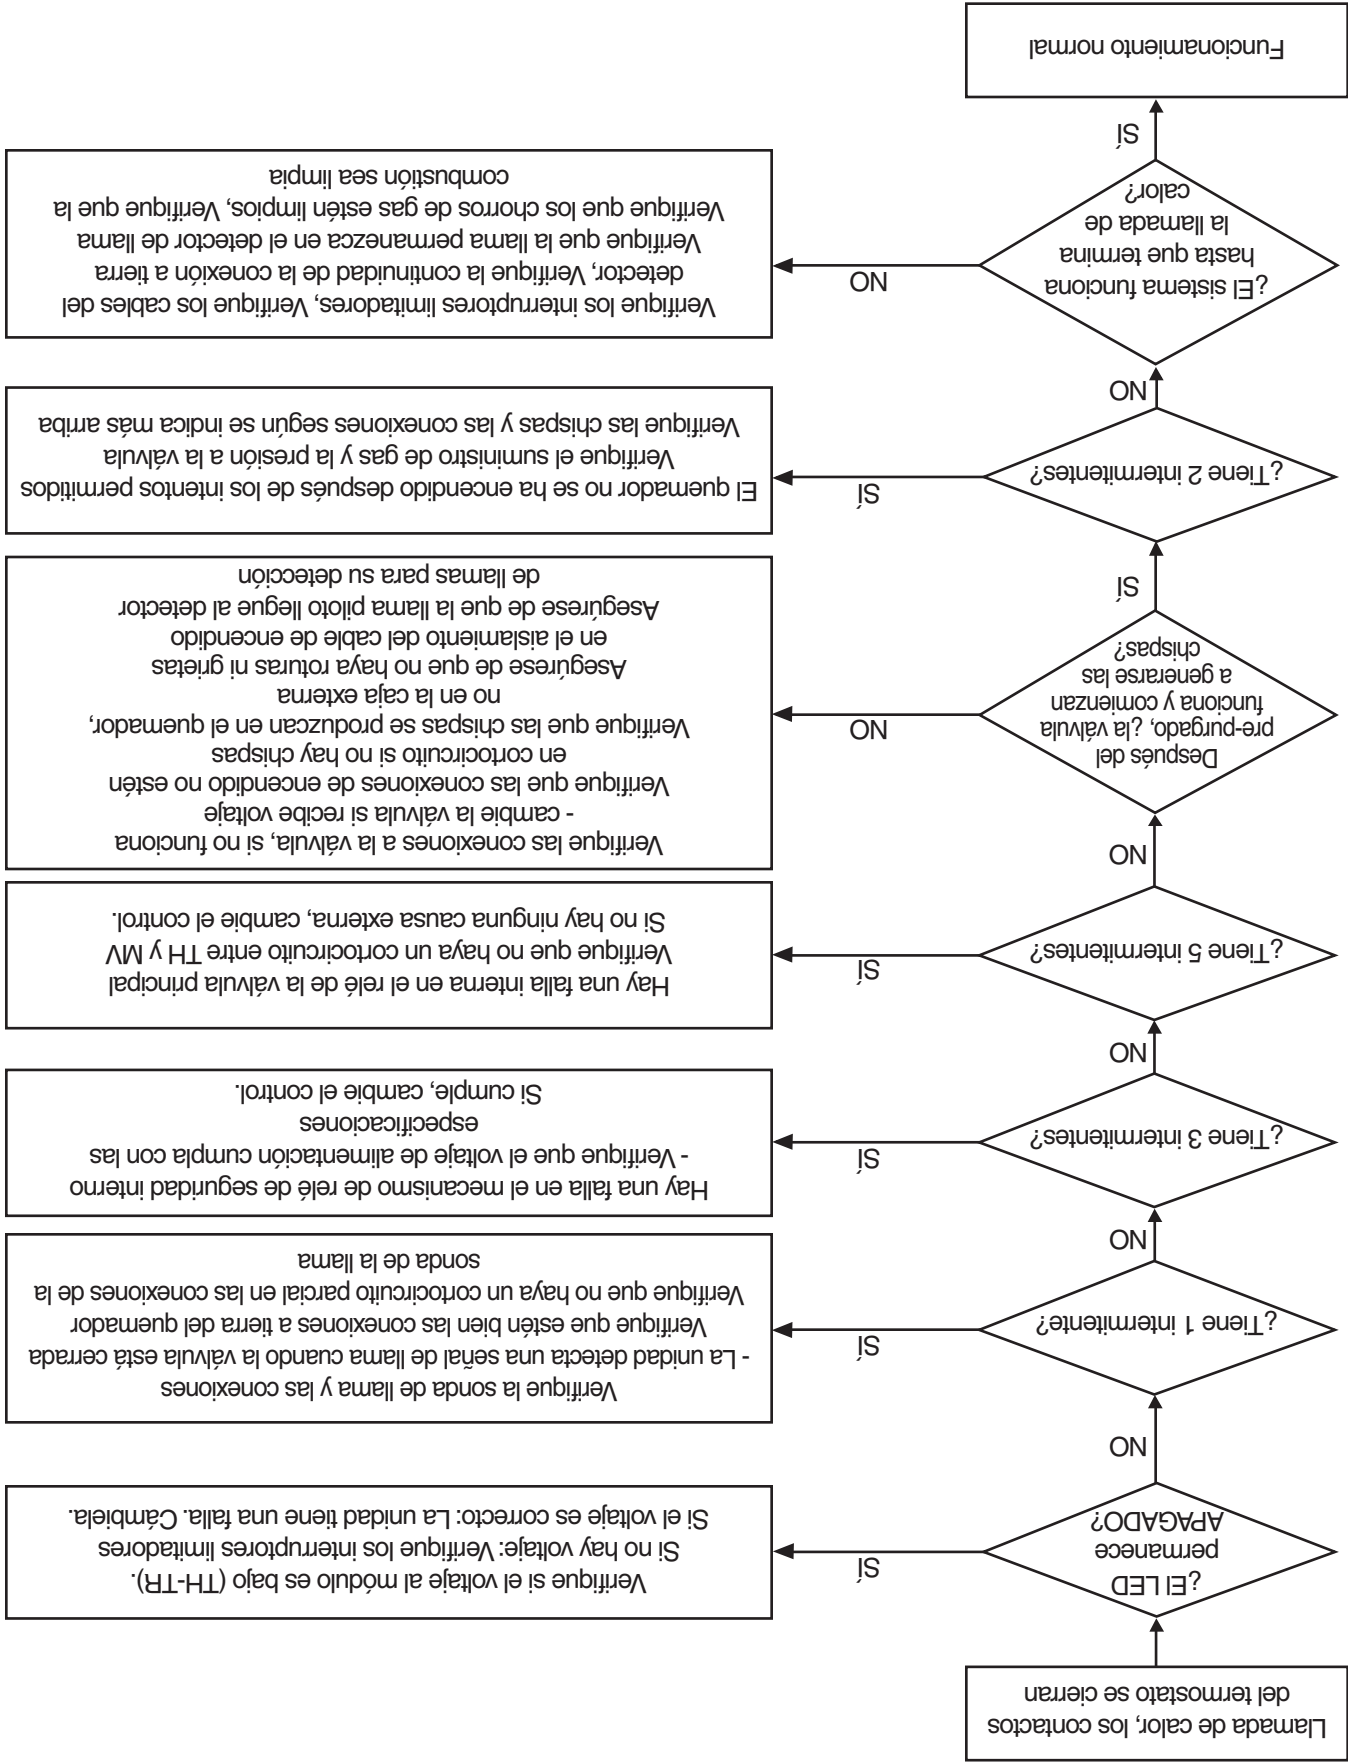 Llamada de calor, los contactos
del termostato se cierran
¿El LED
permanece
APAGADO?
SÍ
Verifique si el voltaje al módulo es bajo (TH-TR).
Si no hay voltaje: Verifique los interruptores limitadores
Si el voltaje es correcto: La unidad tiene una falla. Cámbiela.
NO
¿Tiene 1 intermitente?
SÍ
Verifique la sonda de llama y las conexiones
- La unidad detecta una señal de llama cuando la válvula está cerrada
Verifique que estén bien las conexiones a tierra del quemador
Verifique que no haya un cortocircuito parcial en las conexiones de la
sonda de la llama
NO
¿Tiene 3 intermitentes?
SÍ
Hay una falla en el mecanismo de relé de seguridad interno
- Verifique que el voltaje de alimentación cumpla con las
especificaciones
Si cumple, cambie el control.
NO
¿Tiene 5 intermitentes?
SÍ
Hay una falla interna en el relé de la válvula principal
Verifique que no haya un cortocircuito entre TH y MV
Si no hay ninguna causa externa, cambie el control.
NO
Después del
pre-purgado, ¿la válvula
funciona y comienzan
a generarse las
chispas?
NO
Verifique las conexiones a la válvula, si no funciona
- cambie la válvula si recibe voltaje
Verifique que las conexiones de encendido no estén
en cortocircuito si no hay chispas
Verifique que las chispas se produzcan en el quemador,
no en la caja externa
Asegúrese de que no haya roturas ni grietas
en el aislamiento del cable de encendido
Asegúrese de que la llama piloto llegue al detector
de llamas para su detección
SÍ
¿Tiene 2 intermitentes?
SÍ
El quemador no se ha encendido después de los intentos permitidos
Verifique el suministro de gas y la presión a la válvula
Verifique las chispas y las conexiones según se indica más arriba
NO
¿El sistema funciona
hasta que termina
la llamada de
calor?
NO
Verifique los interruptores limitadores, Verifique los cables del
detector, Verifique la continuidad de la conexión a tierra
Verifique que la llama permanezca en el detector de llama
Verifique que los chorros de gas estén limpios, Verifique que la
combustión sea limpia
SÍ
Funcionamiento normal